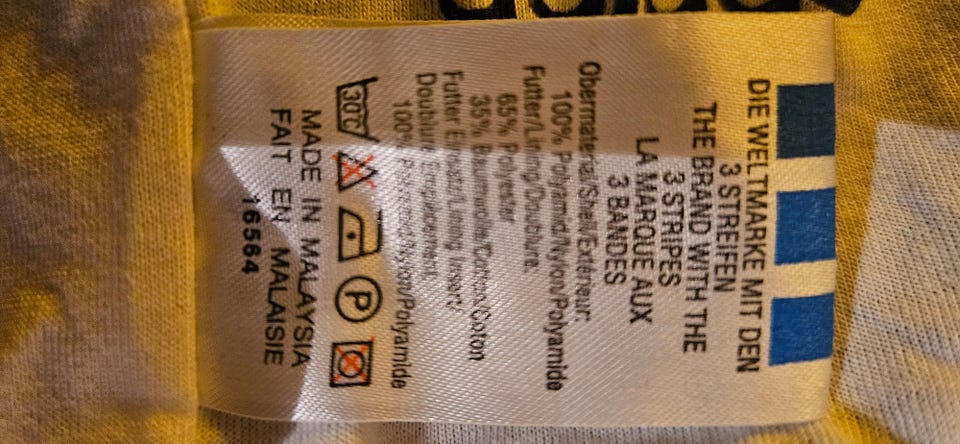 DIE WELTMARKE MIT DEN
3 STREIFEN
THE BRAND WITH THE
3 STRIPES
LA MARQUE AUX
3 BANDES
Obermaterial/Shell/Extérieur:
100% Polyamid/Nylon/Polyamide
Futter/Lining/Doublure:
65% Polyester
35% Baumwolle/Cotton/Coton
Futter Einsatz/Lining Insert/
Doublure Empiècement:
100% Polyamid/Nylon/Polyamide
30°C
P
MADE IN MALAYSIA
FAIT EN MALAISIE
16564